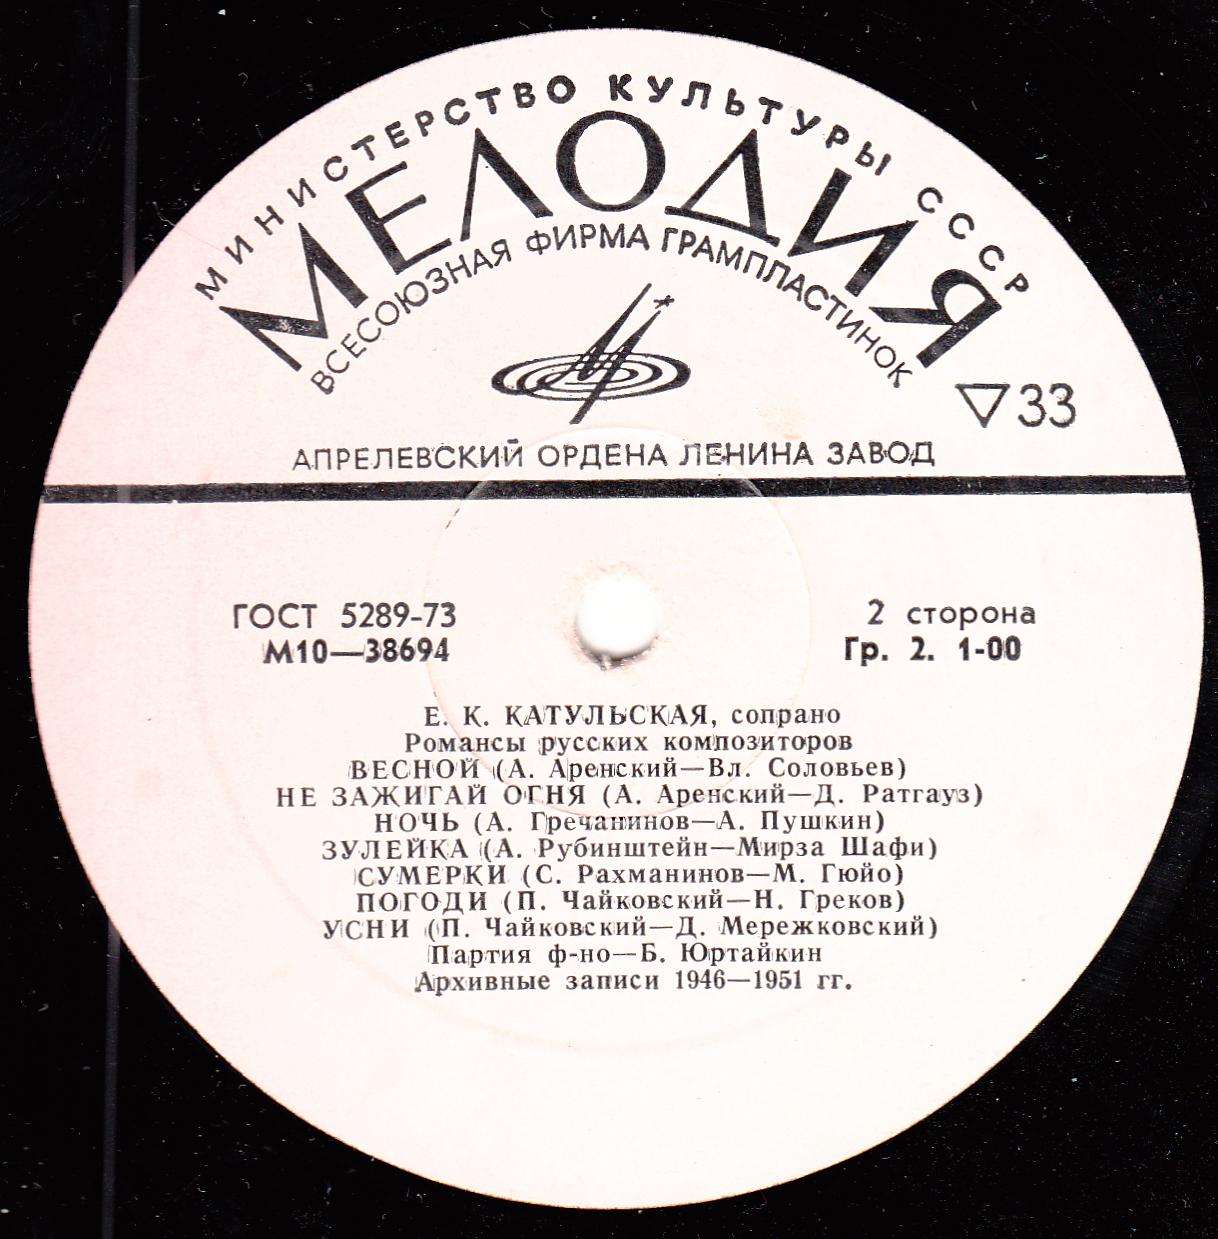 МИНИСТЕРСТВО КУЛЬТУРЫ СССР
МЕЛОДИЯ
ВСЕСОЮЗНАЯ ФИРМА ГРАМПЛАСТИНОК
33
АПРЕЛЕВСКИЙ ОРДЕНА ЛЕНИНА ЗАВОД
ГОСТ 5289-73 2 сторона
М10—38694 Гр. 2. 1-00
Е. К. КАТУЛЬСКАЯ, сопрано
Романсы русских композиторов
ВЕСНОЙ (А. Аренский—Вл. Соловьев)
НЕ ЗАЖИГАЙ ОГНЯ (А. Аренский—Д. Ратгауз)
НОЧЬ (А. Гречанинов—А. Пушкин)
ЗУЛЕЙКА (А. Рубинштейн—Мирза Шафи)
СУМЕРКИ (С. Рахманинов—М. Гюйо)
ПОГОДИ (П. Чайковский—Н. Греков)
УСНИ (П. Чайковский—Д. Мережковский)
Партия ф-но—Б. Юртайкин
Архивные записи 1946—1951 гг.